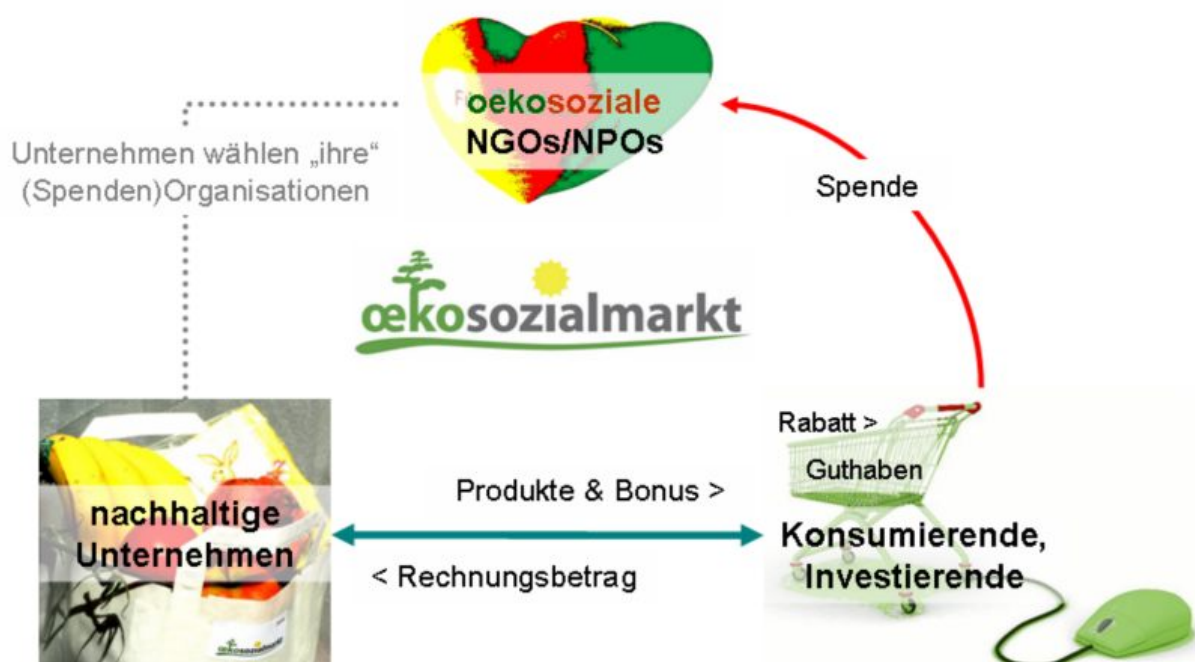 oekosoziale
NGOs/NPOs
Unternehmen wählen „ihre“
(Spenden)Organisationen
Spende
œkosozialmarkt
Rabatt >
Guthaben
Produkte & Bonus >
nachhaltige
Unternehmen
Konsumierende,
Investierende
< Rechnungsbetrag
œkosozialmarkt